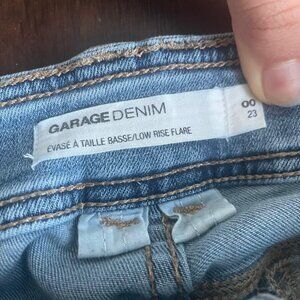 GARAGE DENIM
ÉVASÉ À TAILLE BASSE/LOW RISE FLARE
00
23